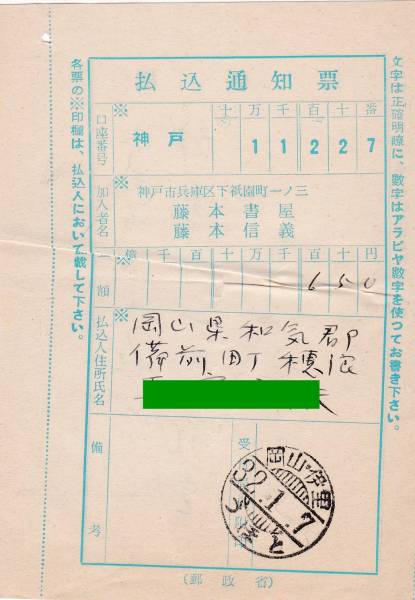 文字は正確明瞭に、数字はアラビヤ数字を使つてお書き下さい。
払込通知票
※
口座番号
十万千百十番
神戸 11227
※
加入者名
神戸市兵庫区下祇園町一ノ三
藤本書屋
藤本信義
※
金額
億千百十万千百十円
650
※
払込人住所氏名
岡山県和気郡
備前町穂浪
夫
備考
受
岡山・伊里
32.1.7
(郵政省)
各票の※印欄は、払込人において記載して下さい。